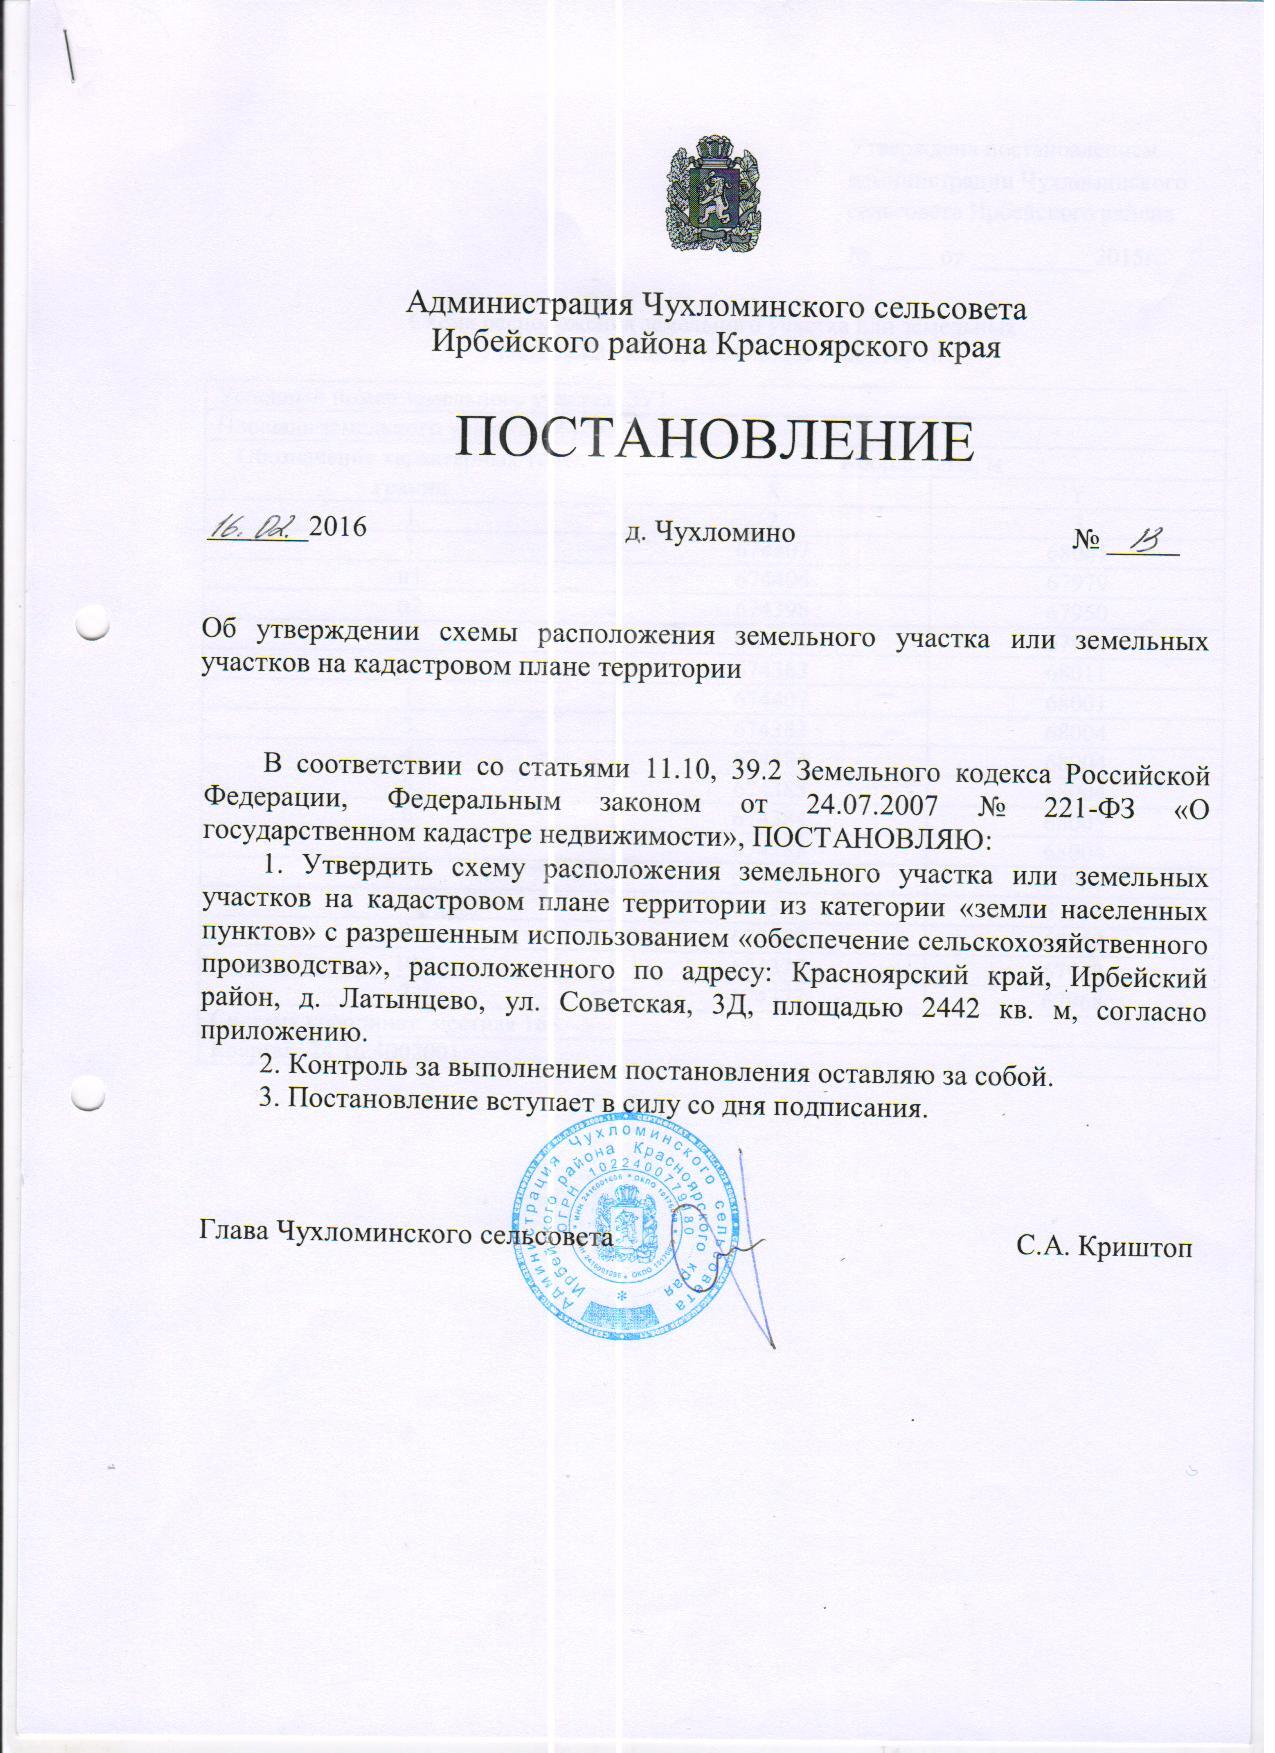 Администрация Чухломинского сельсовета
Ирбейского района Красноярского края
ПОСТАНОВЛЕНИЕ
16.02.2016 д. Чухломино № 13
Об утверждении схемы расположения земельного участка или земельных
участков на кадастровом плане территории
В соответствии со статьями 11.10, 39.2 Земельного кодекса Российской
Федерации, Федеральным законом от 24.07.2007 № 221-ФЗ «О
государственном кадастре недвижимости», ПОСТАНОВЛЯЮ:
1. Утвердить схему расположения земельного участка или земельных
участков на кадастровом плане территории из категории «земли населенных
пунктов» с разрешенным использованием «обеспечение сельскохозяйственного
производства», расположенного по адресу: Красноярский край, Ирбейский
район, д. Латынцево, ул. Советская, 3Д, площадью 2442 кв. м, согласно
приложению.
2. Контроль за выполнением постановления оставляю за собой.
3. Постановление вступает в силу со дня подписания.
Глава Чухломинского сельсовета С.А. Криштоп
Администрация Чухломинского сельсовета
Ирбейского района Красноярского края
ОГРН 1022400779080